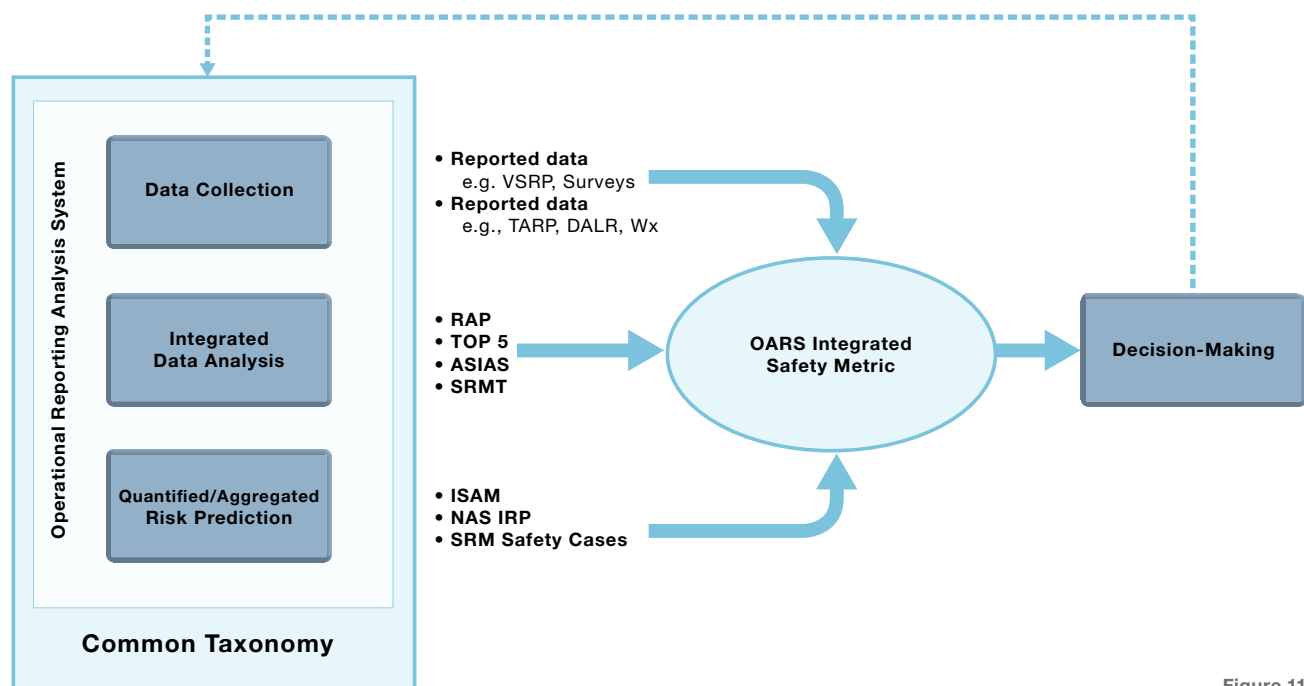 Operational Reporting Analysis System
Data Collection
Integrated
Data Analysis
Quantified/Aggregated
Risk Prediction
Common Taxonomy
• Reported data
e.g. VSRP, Surveys
• Reported data
e.g., TARP, DALR, Wx
• RAP
• TOP 5
• ASIAS
• SRMT
• ISAM
• NAS IRP
• SRM Safety Cases
OARS Integrated
Safety Metric
Decision-Making
Figure 11